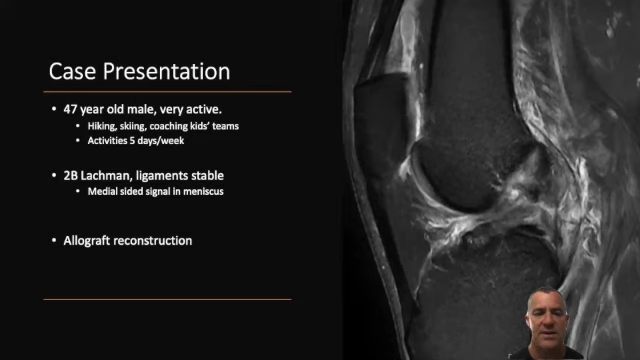 Case Presentation
• 47 year old male, very active.
• Hiking, skiing, coaching kids' teams
• Activities 5 days/week
• 2B Lachman, ligaments stable
• Medial sided signal in meniscus
• Allograft reconstruction